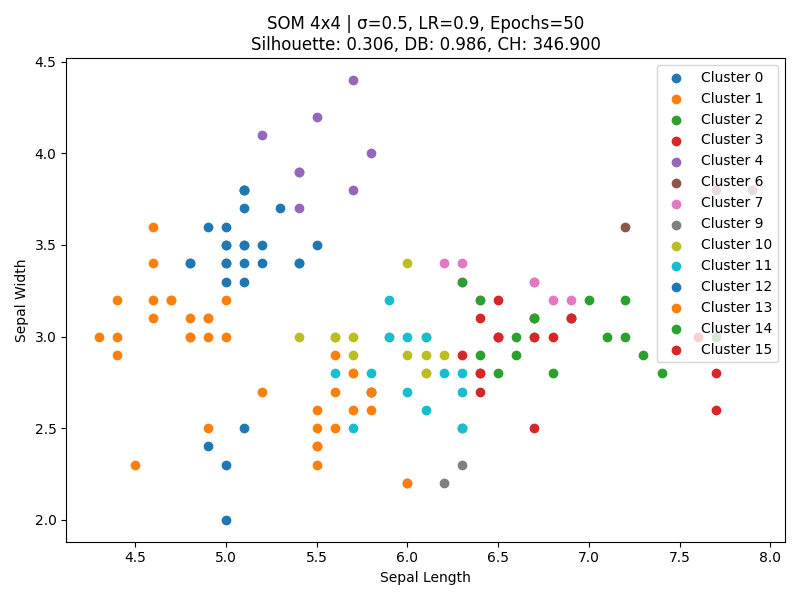 SOM 4x4 | σ=0.5, LR=0.9, Epochs=50
Silhouette: 0.306, DB: 0.986, CH: 346.900
Cluster 0
Cluster 1
Cluster 2
Cluster 3
Cluster 4
Cluster 6
Cluster 7
Cluster 9
Cluster 10
Cluster 11
Cluster 12
Cluster 13
Cluster 14
Cluster 15
Sepal Width
4.5
4.0
3.5
3.0
2.5
2.0
4.5 5.0 5.5 6.0 6.5 7.0 7.5 8.0
Sepal Length